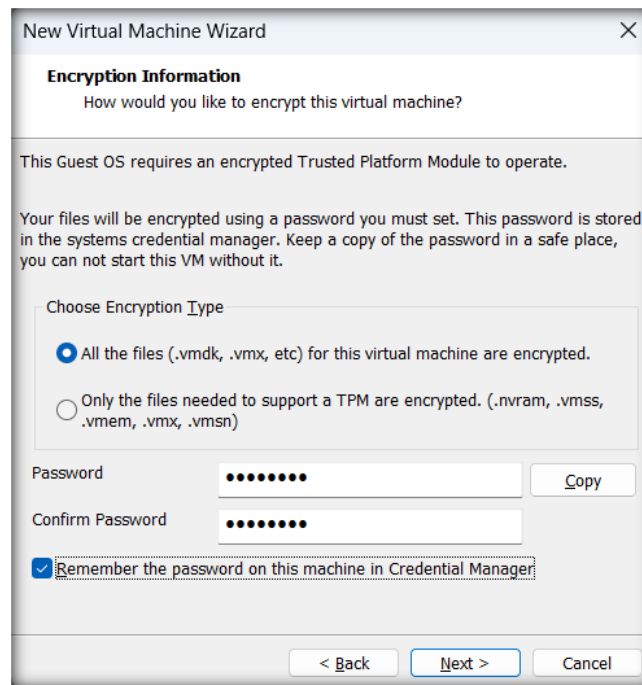 New Virtual Machine Wizard
Encryption Information
How would you like to encrypt this virtual machine?
This Guest OS requires an encrypted Trusted Platform Module to operate.
Your files will be encrypted using a password you must set. This password is stored
in the systems credential manager. Keep a copy of the password in a safe place,
you can not start this VM without it.
Choose Encryption Type
All the files (.vmdk, .vmx, etc) for this virtual machine are encrypted.
Only the files needed to support a TPM are encrypted. (.nvram, .vmss,
.vmem, .vmx, .vmsn)
Password ●●●●●●●● Copy
Confirm Password ●●●●●●●●
Remember the password on this machine in Credential Manager
< Back Next > Cancel